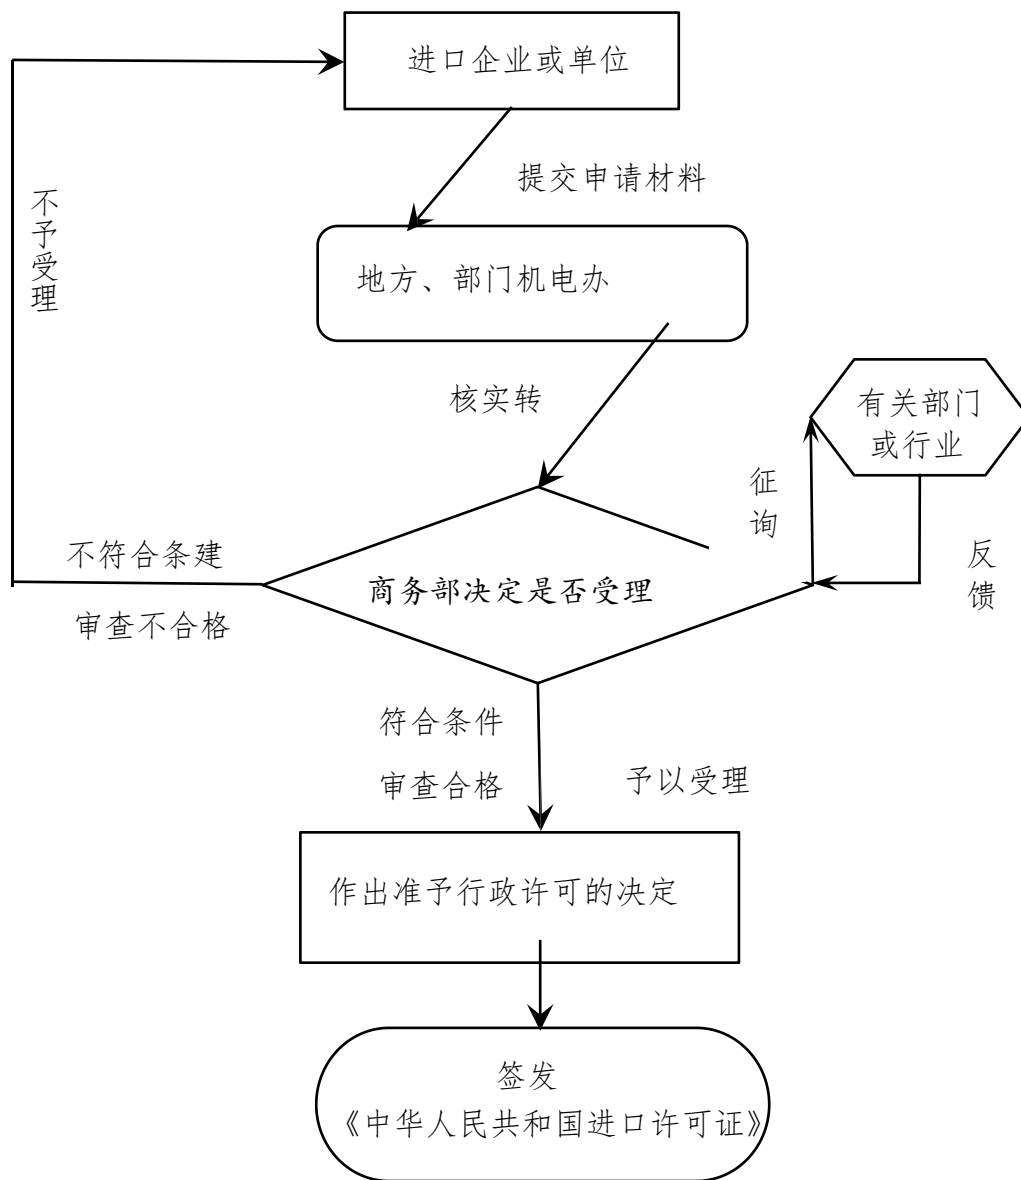 进口企业或单位
提交申请材料
不予受理
地方、部门机电办
核实转
有关部门
或行业
征询
反馈
不符合条建
商务部决定是否受理
审查不合格
符合条件
审查合格
予以受理
作出准予行政许可的决定
签发
《中华人民共和国进口许可证》